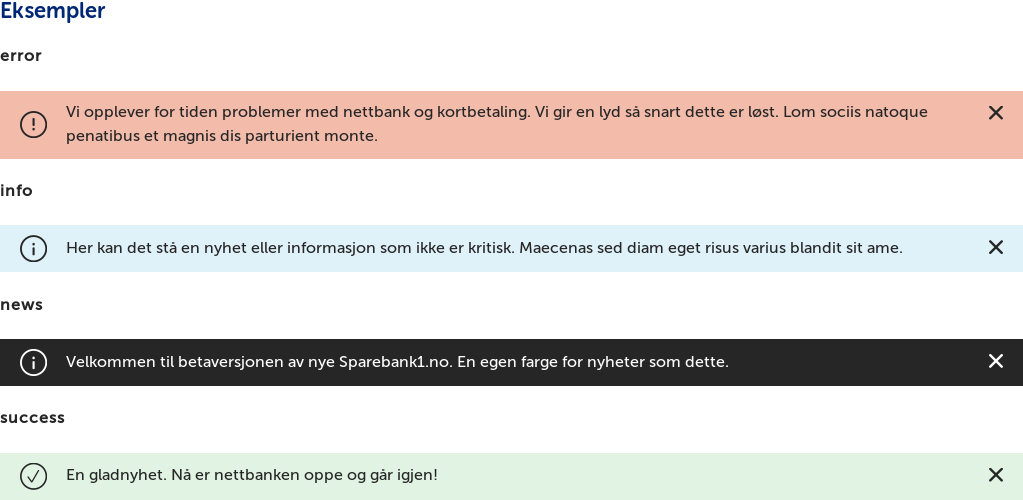 Eksempler
error
Vi opplever for tiden problemer med nettbank og kortbetaling. Vi gir en lyd så snart dette er løst. Lom sociis natoque
penatibus et magnis dis parturient monte.
info
Her kan det stå en nyhet eller informasjon som ikke er kritisk. Maecenas sed diam eget risus varius blandit sit ame.
news
Velkommen til betaversjonen av nye Sparebank1.no. En egen farge for nyheter som dette.
success
En gladnyhet. Nå er nettbanken oppe og går igjen!